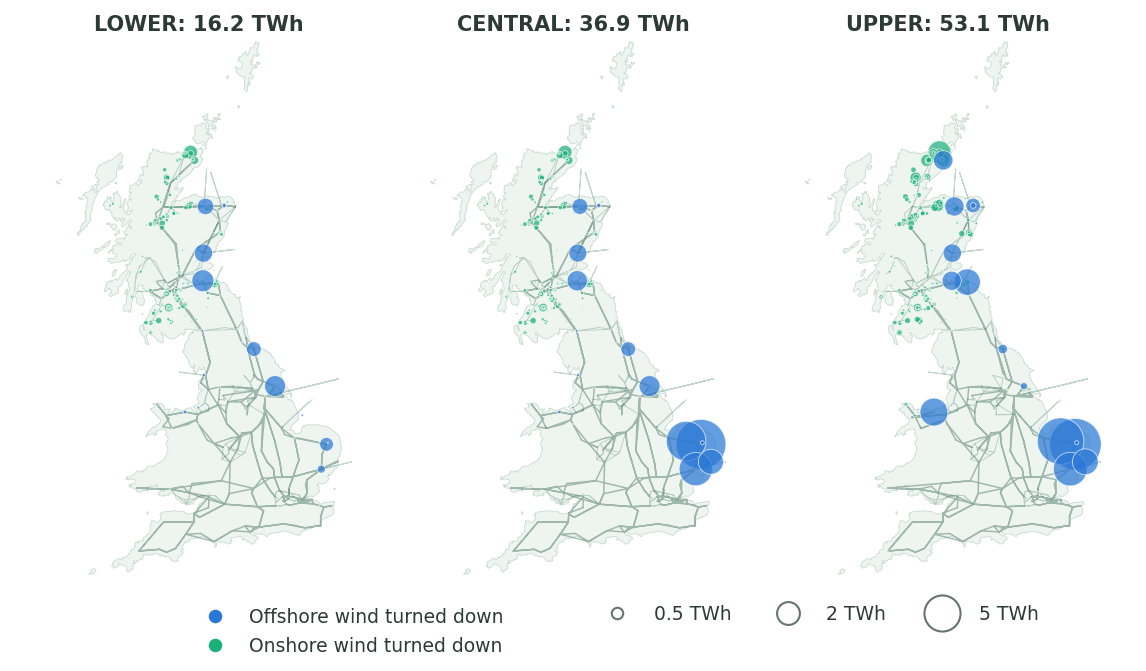 LOWER: 16.2 TWh
CENTRAL: 36.9 TWh
UPPER: 53.1 TWh
Offshore wind turned down
Onshore wind turned down
0.5 TWh
2 TWh
5 TWh